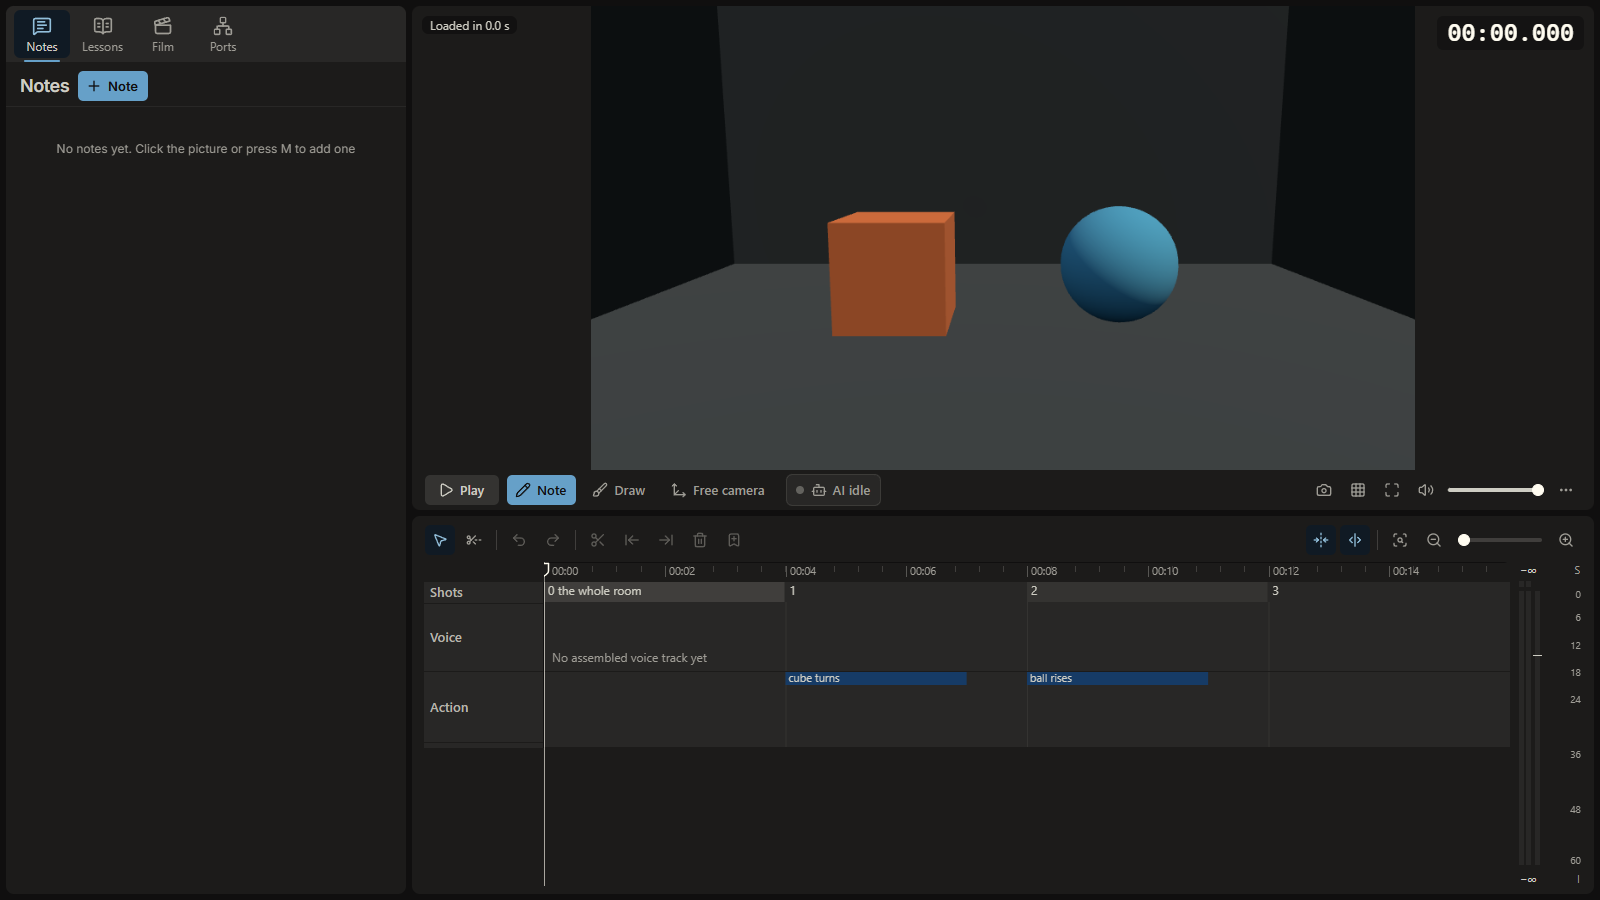 Notes
Lessons
Film
Ports
Notes
Note
No notes yet. Click the picture or press M to add one
Loaded in 0.0 s
00:00.000
Play
Note
Draw
Free camera
AI idle
00:00
00:02
00:04
00:06
00:08
00:10
00:12
00:14
Shots
0 the whole room
1
2
3
Voice
No assembled voice track yet
Action
cube turns
ball rises
-∞
S
0
6
12
18
24
36
48
60
-∞
I